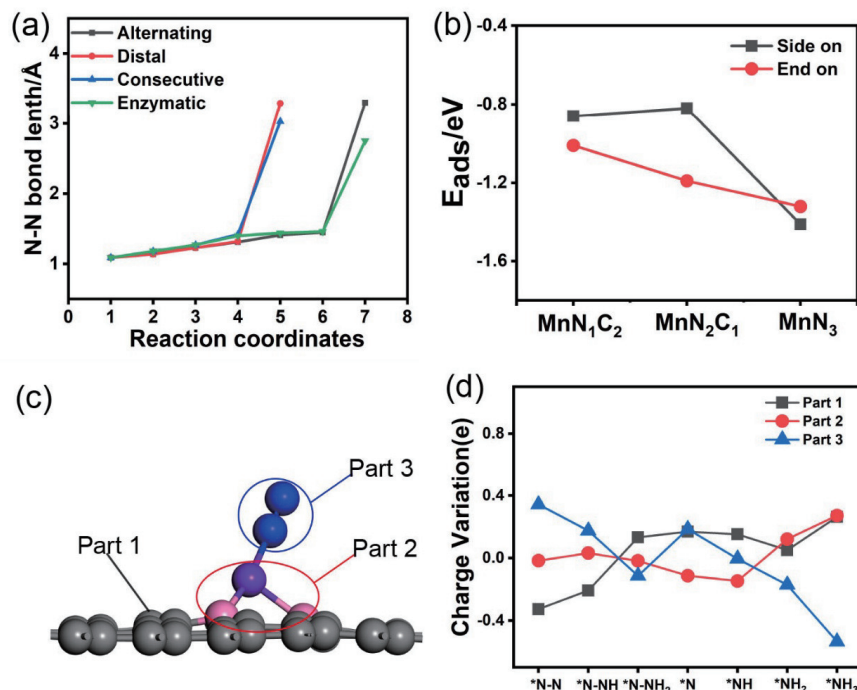 (a)
N-N bond lenth/Å
4
3
2
1
0 1 2 3 4 5 6 7 8
Reaction coordinates
Alternating
Distal
Consecutive
Enzymatic
(b)
E_ads/eV
-0.4
-0.8
-1.2
-1.6
MnN₁C₂ MnN₂C₁ MnN₃
Side on
End on
(c)
Part 3
Part 1
Part 2
(d)
Charge Variation(e)
0.8
0.4
0.0
-0.4
*N-N *N-NH *N-NH₂ *N *NH *NH₂ *NH₃
Part 1
Part 2
Part 3